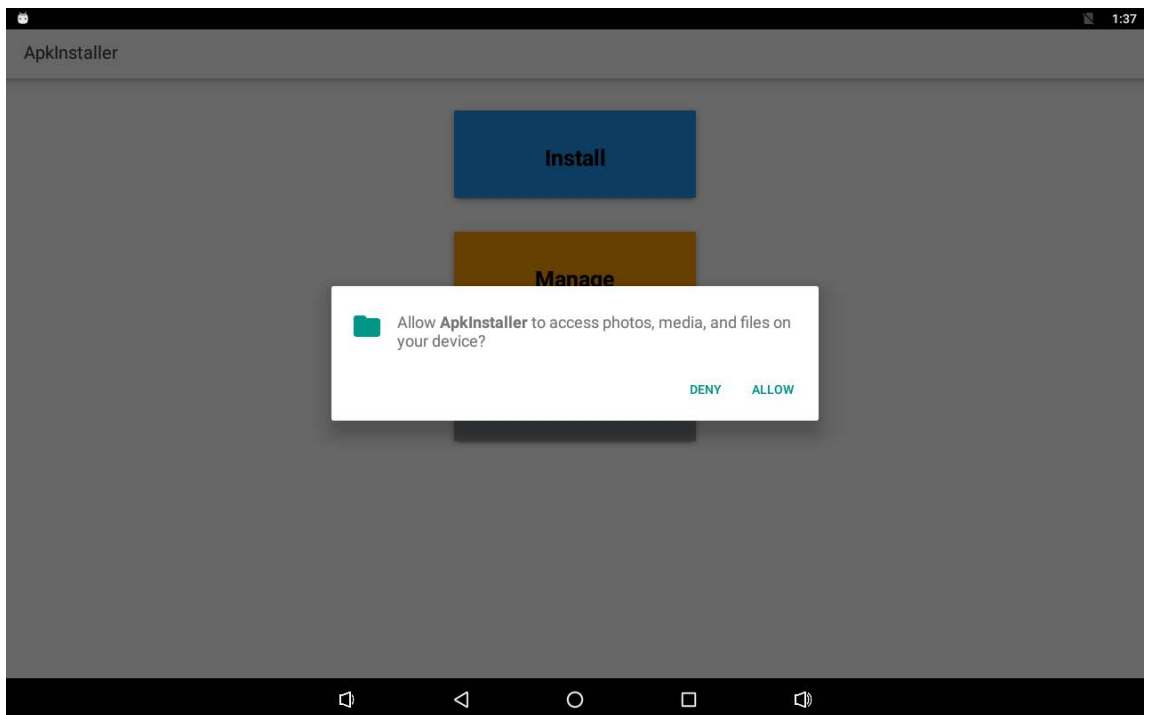 1:37
ApkInstaller
Install
Manage
Allow ApkInstaller to access photos, media, and files on
your device?
DENY ALLOW